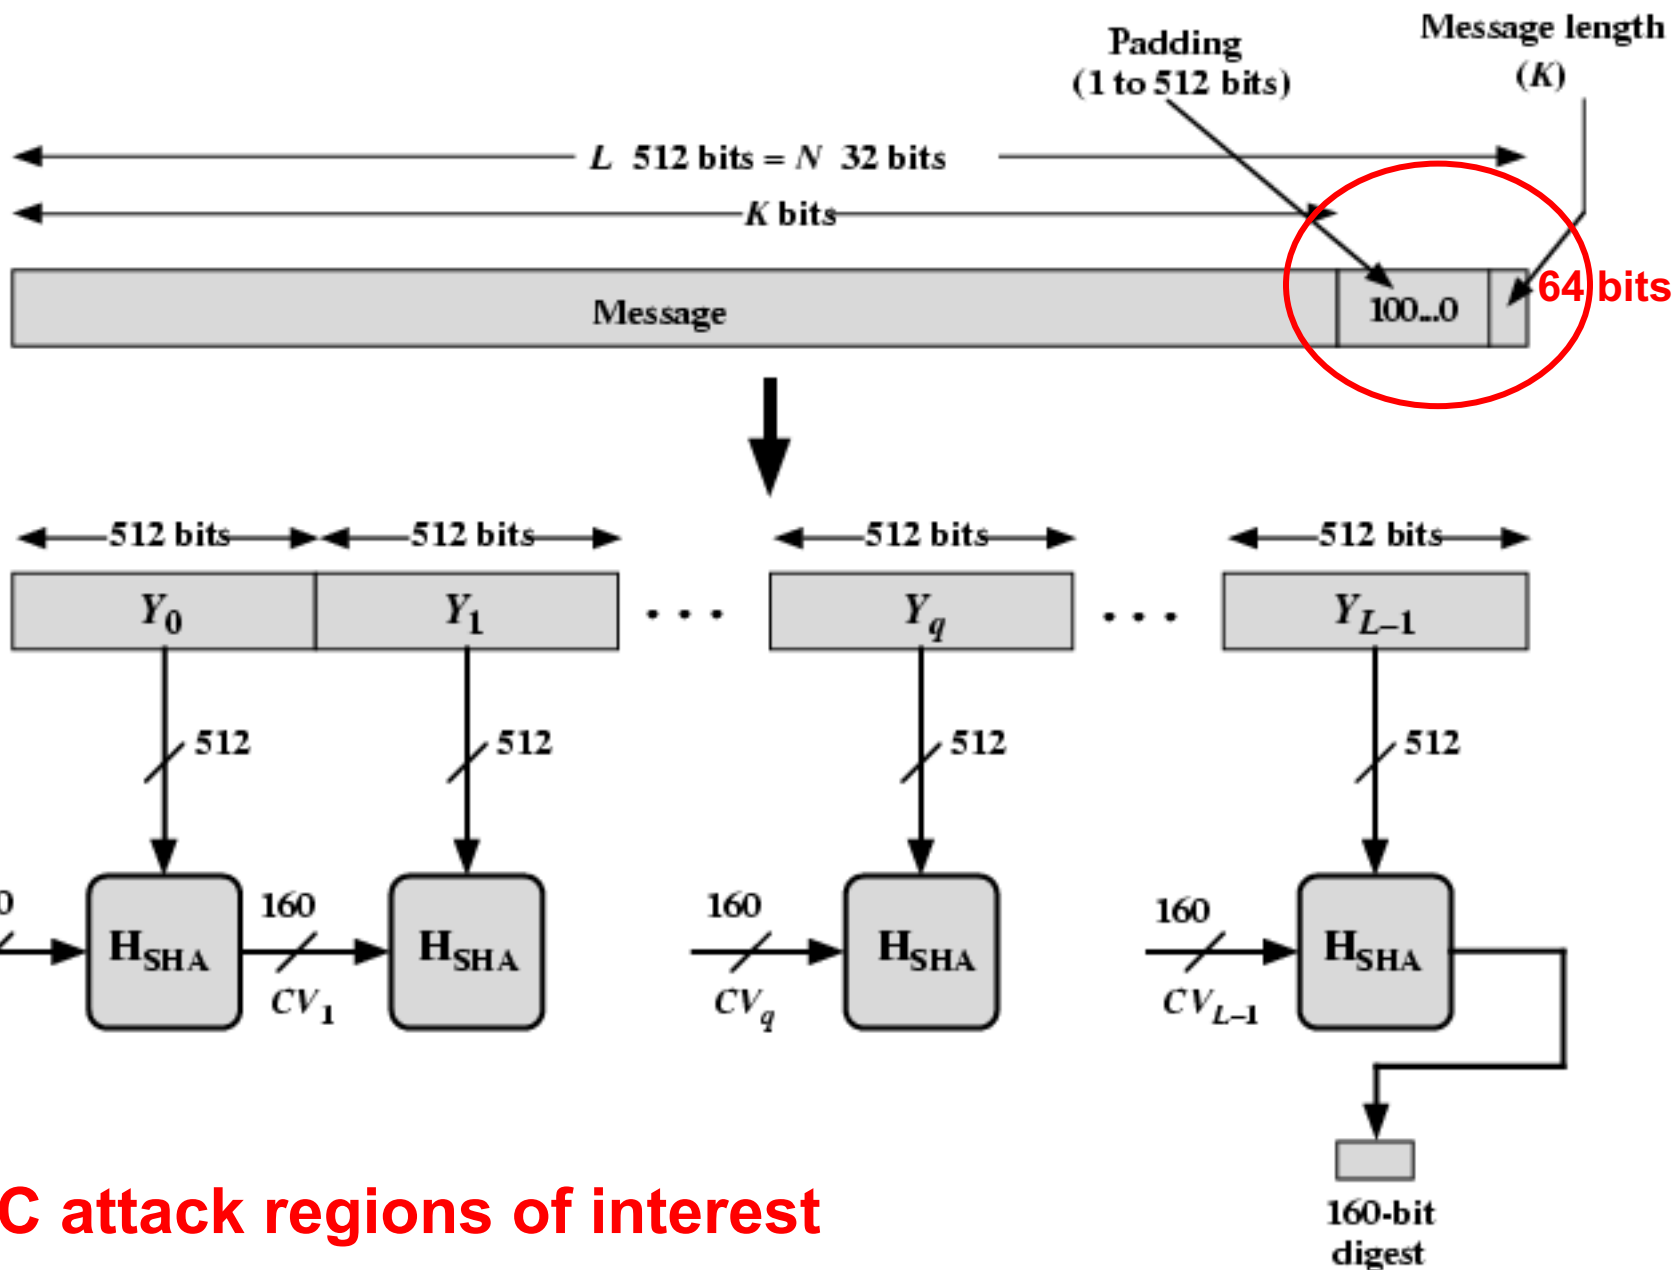 Padding
(1 to 512 bits)
Message length
(K)
L 512 bits = N 32 bits
K bits
Message
100...0
64 bits
512 bits 512 bits 512 bits 512 bits
Y0 Y1 ... Yq ... YL–1
512 512 512 512
0 160 160 160
HSHA HSHA HSHA HSHA
CV1 CVq CVL–1
C attack regions of interest
160-bit
digest